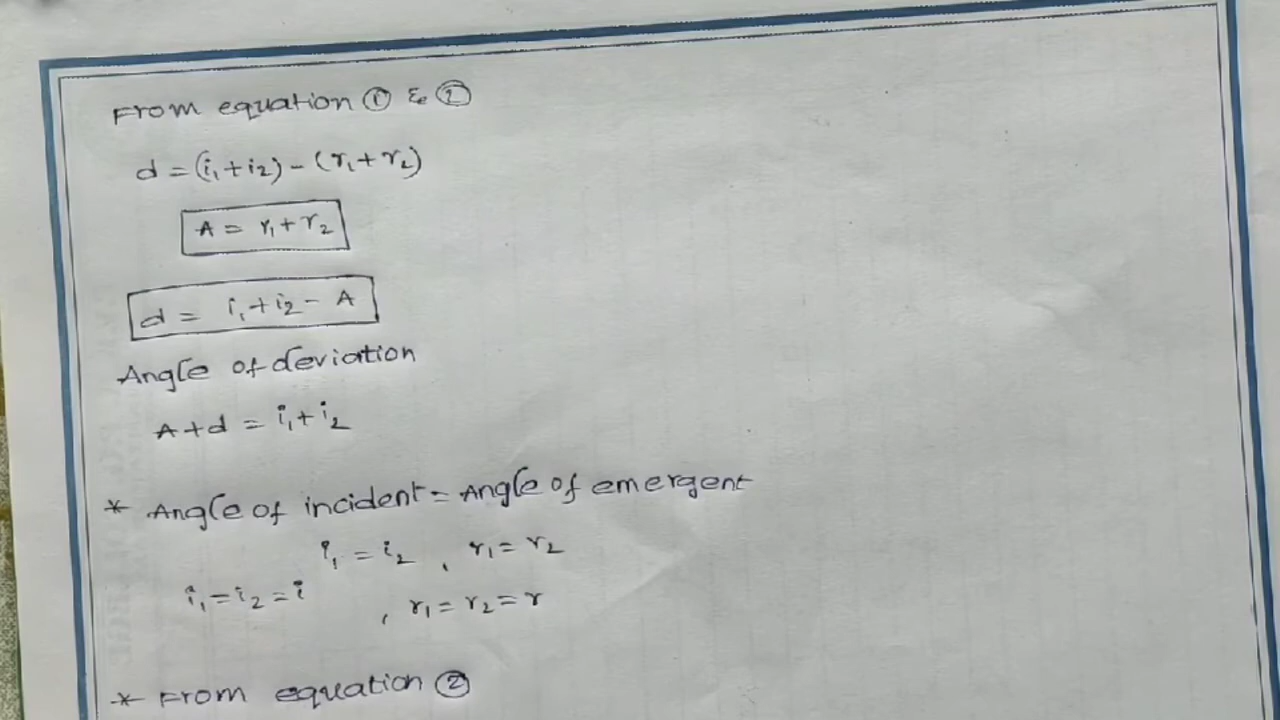 From equation ① & ②
d = (i₁ + i₂) - (r₁ + r₂)
A = r₁ + r₂
d = i₁ + i₂ - A
Angle of deviation
A + d = i₁ + i₂
* Angle of incident = Angle of emergent
i₁ = i₂ , r₁ = r₂
i₁ = i₂ = i , r₁ = r₂ = r
* From equation ②